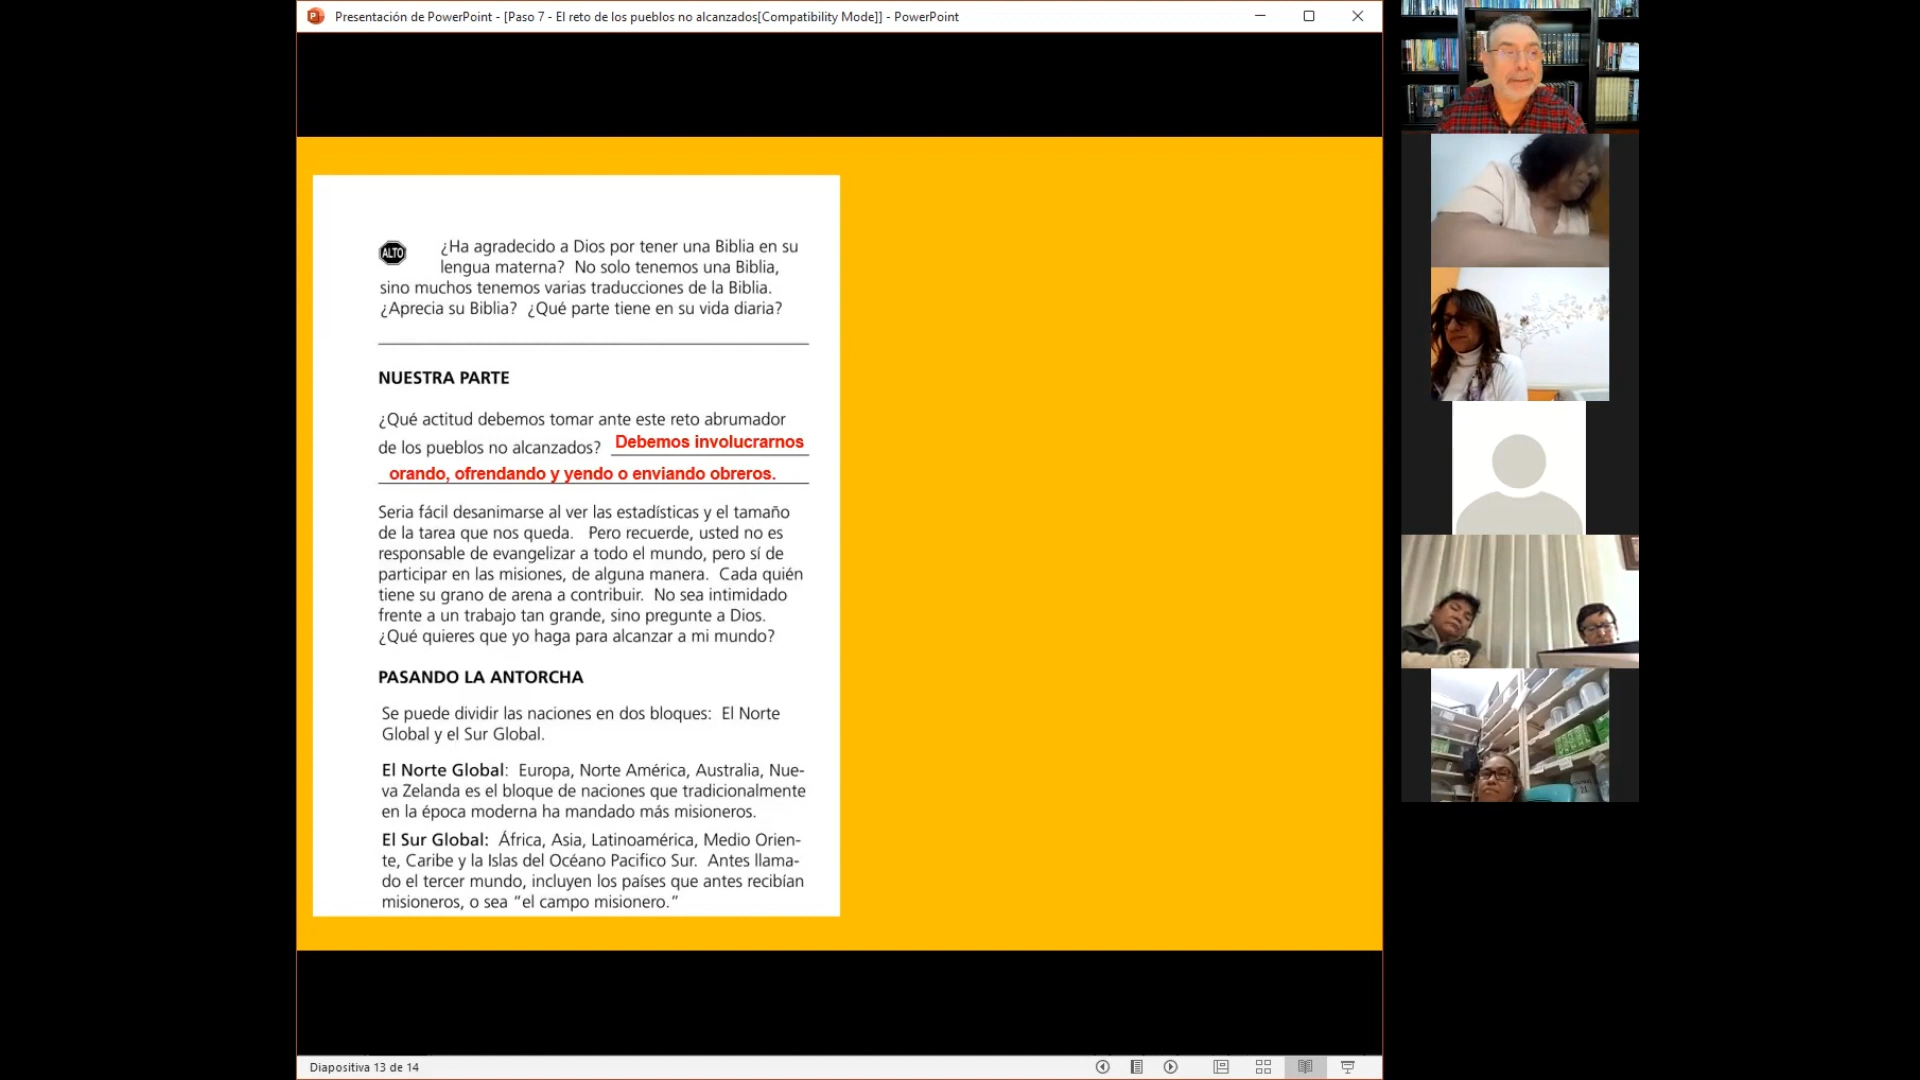 Presentación de PowerPoint - [Paso 7 - El reto de los pueblos no alcanzados[Compatibility Mode]] - PowerPoint
ALTO
¿Ha agradecido a Dios por tener una Biblia en su
lengua materna? No solo tenemos una Biblia,
sino muchos tenemos varias traducciones de la Biblia.
¿Aprecia su Biblia? ¿Qué parte tiene en su vida diaria?
NUESTRA PARTE
¿Qué actitud debemos tomar ante este reto abrumador
de los pueblos no alcanzados? Debemos involucrarnos
orando, ofrendando y yendo o enviando obreros.
Seria fácil desanimarse al ver las estadísticas y el tamaño
de la tarea que nos queda. Pero recuerde, usted no es
responsable de evangelizar a todo el mundo, pero sí de
participar en las misiones, de alguna manera. Cada quién
tiene su grano de arena a contribuir. No sea intimidado
frente a un trabajo tan grande, sino pregunte a Dios.
¿Qué quieres que yo haga para alcanzar a mi mundo?
PASANDO LA ANTORCHA
Se puede dividir las naciones en dos bloques: El Norte
Global y el Sur Global.
El Norte Global: Europa, Norte América, Australia, Nue-
va Zelanda es el bloque de naciones que tradicionalmente
en la época moderna ha mandado más misioneros.
El Sur Global: África, Asia, Latinoamérica, Medio Orien-
te, Caribe y la Islas del Océano Pacifico Sur. Antes llama-
do el tercer mundo, incluyen los países que antes recibían
misioneros, o sea “el campo misionero.”
Diapositiva 13 de 14